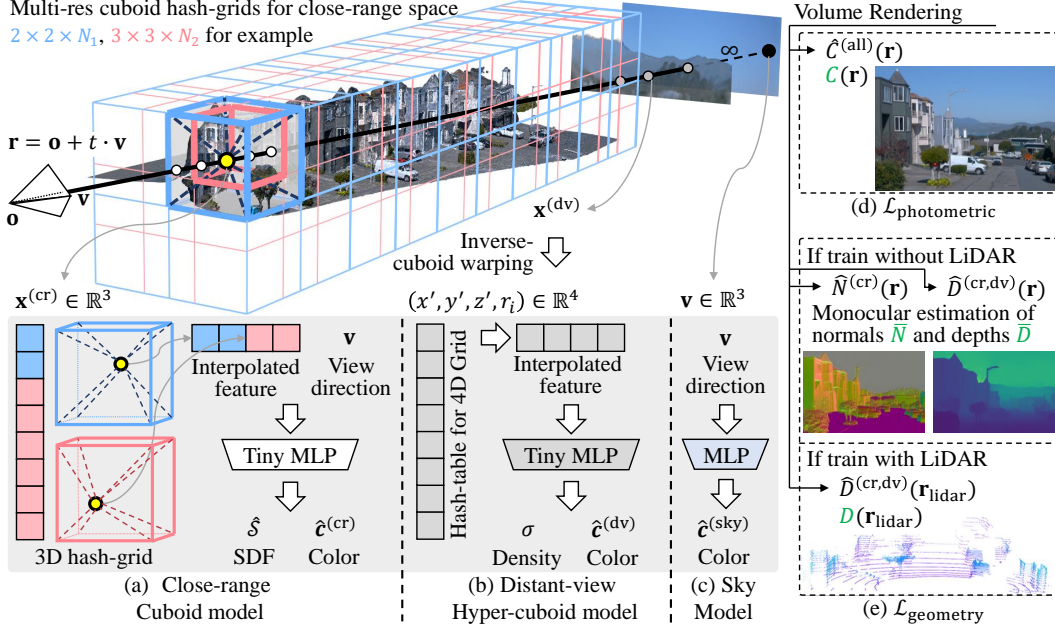 Multi-res cuboid hash-grids for close-range space
2 × 2 × N₁, 3 × 3 × N₂ for example
∞
r = o + t · v
o
v
x^(dv)
Inverse-
cuboid warping
x^(cr) ∈ ℝ³
(x′, y′, z′, rᵢ) ∈ ℝ⁴
v ∈ ℝ³
Interpolated
feature
v
View
direction
Tiny MLP
ŝ
SDF
ĉ^(cr)
Color
3D hash-grid
(a) Close-range
Cuboid model
Hash-table for 4D Grid
Interpolated
feature
Tiny MLP
σ
Density
ĉ^(dv)
Color
(b) Distant-view
Hyper-cuboid model
v
View
direction
MLP
ĉ^(sky)
Color
(c) Sky
Model
Volume Rendering
Ĉ^(all)(r)
C(r)
(d) ℒ_photometric
If train without LiDAR
N̂^(cr)(r) D̂^(cr,dv)(r)
Monocular estimation of
normals N̄ and depths D̄
If train with LiDAR
D̂^(cr,dv)(r_lidar)
D(r_lidar)
(e) ℒ_geometry